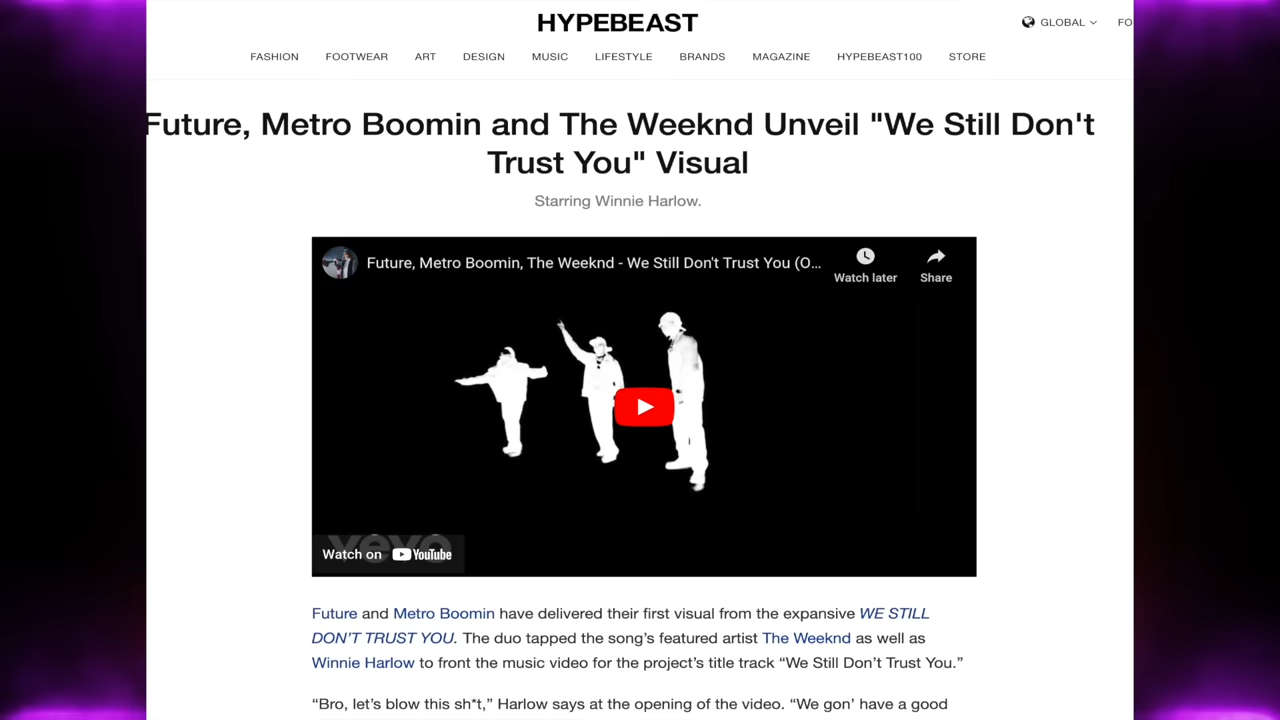 HYPEBEAST
GLOBAL FO
FASHION FOOTWEAR ART DESIGN MUSIC LIFESTYLE BRANDS MAGAZINE HYPEBEAST100 STORE
Future, Metro Boomin and The Weeknd Unveil "We Still Don't
Trust You" Visual
Starring Winnie Harlow.
Future, Metro Boomin, The Weeknd - We Still Don't Trust You (O...
Watch later Share
vevo
Watch on YouTube
Future and Metro Boomin have delivered their first visual from the expansive WE STILL
DON’T TRUST YOU. The duo tapped the song’s featured artist The Weeknd as well as
Winnie Harlow to front the music video for the project’s title track “We Still Don’t Trust You.”
“Bro, let’s blow this sh*t,” Harlow says at the opening of the video. “We gon’ have a good